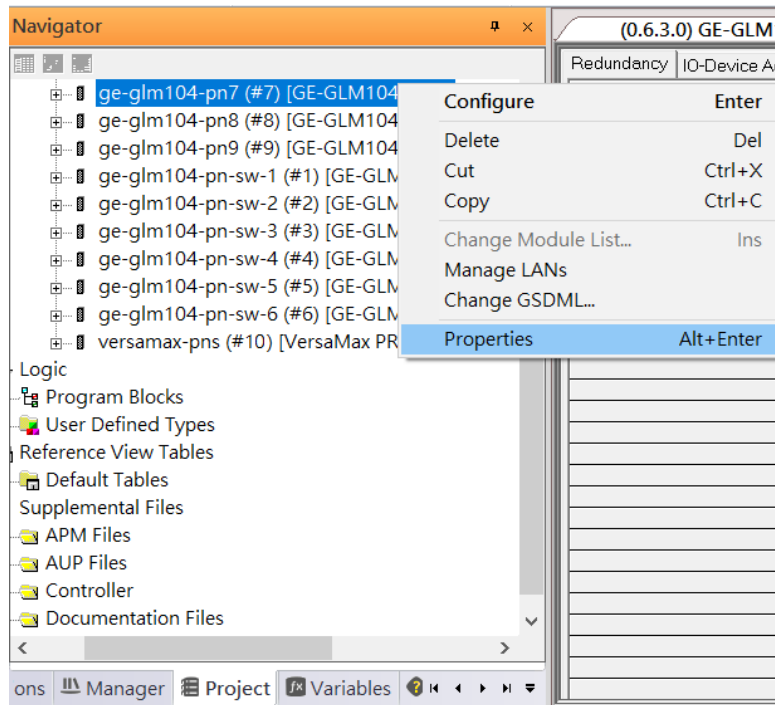 Navigator
(0.6.3.0) GE-GLM
Redundancy
IO-Device A
ge-glm104-pn7 (#7) [GE-GLM104
ge-glm104-pn8 (#8) [GE-GLM104
ge-glm104-pn9 (#9) [GE-GLM104
ge-glm104-pn-sw-1 (#1) [GE-GLM
ge-glm104-pn-sw-2 (#2) [GE-GLM
ge-glm104-pn-sw-3 (#3) [GE-GLM
ge-glm104-pn-sw-4 (#4) [GE-GLM
ge-glm104-pn-sw-5 (#5) [GE-GLM
ge-glm104-pn-sw-6 (#6) [GE-GLM
versamax-pns (#10) [VersaMax PR
Configure Enter
Delete Del
Cut Ctrl+X
Copy Ctrl+C
Change Module List... Ins
Manage LANs
Change GSDML...
Properties Alt+Enter
Logic
Program Blocks
User Defined Types
Reference View Tables
Default Tables
Supplemental Files
APM Files
AUP Files
Controller
Documentation Files
ons Manager Project Variables